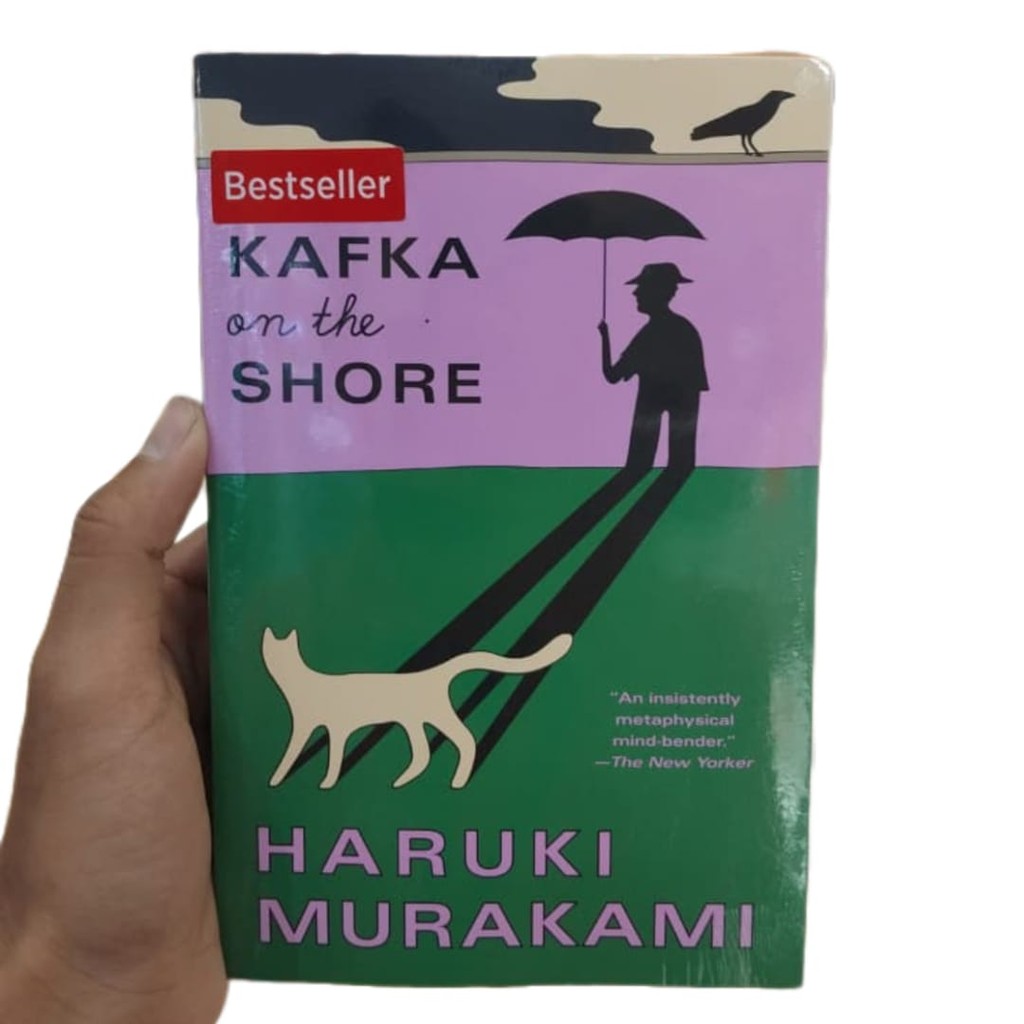 Bestseller
KAFKA
on the
SHORE
"An insistently
metaphysical
mind-bender."
—The New Yorker
HARUKI
MURAKAMI